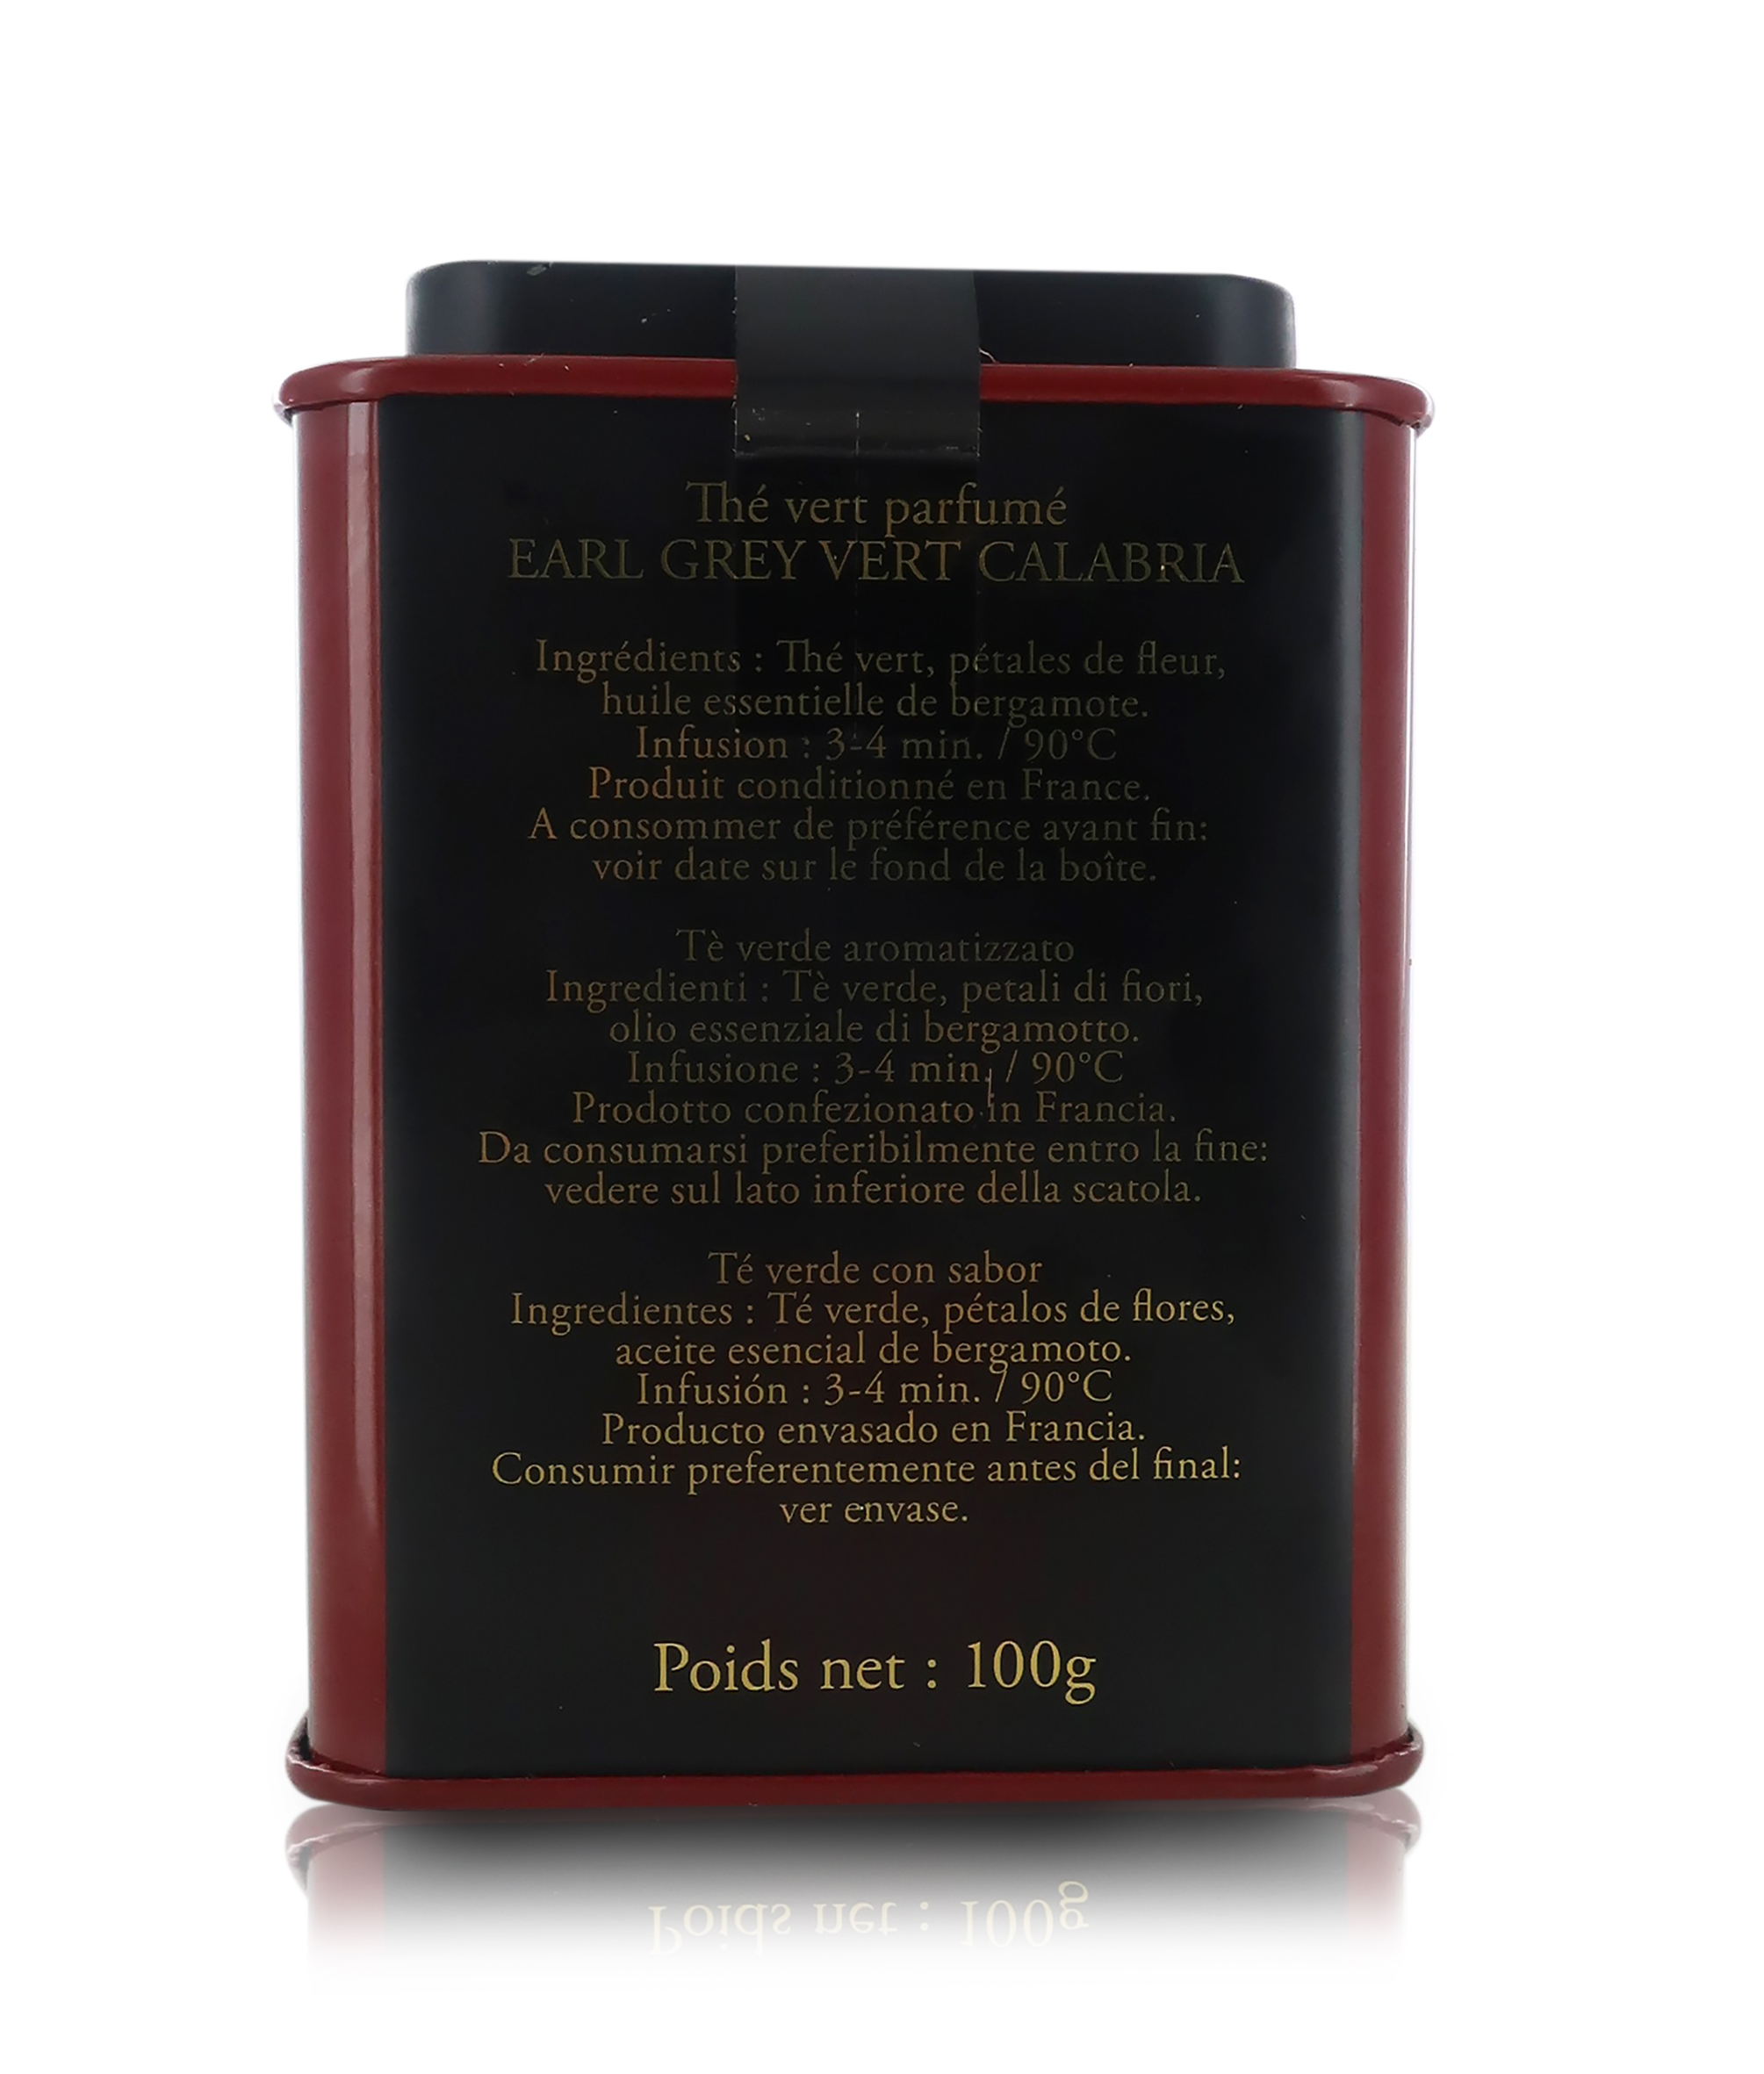 Thé vert parfumé
EARL GREY VERT CALABRIA
Ingrédients : Thé vert, pétales de fleur,
huile essentielle de bergamote.
Infusion : 3-4 min. / 90°C
Produit conditionné en France.
A consommer de préférence avant fin:
voir date sur le fond de la boîte.
Tè verde aromatizzato
Ingredienti : Tè verde, petali di fiori,
olio essenziale di bergamotto.
Infusione : 3-4 min. / 90°C
Prodotto confezionato in Francia.
Da consumarsi preferibilmente entro la fine:
vedere sul lato inferiore della scatola.
Té verde con sabor
Ingredientes : Té verde, pétalos de flores,
aceite esencial de bergamoto.
Infusión : 3-4 min. / 90°C
Producto envasado en Francia.
Consumir preferentemente antes del final:
ver envase.
Poids net : 100g